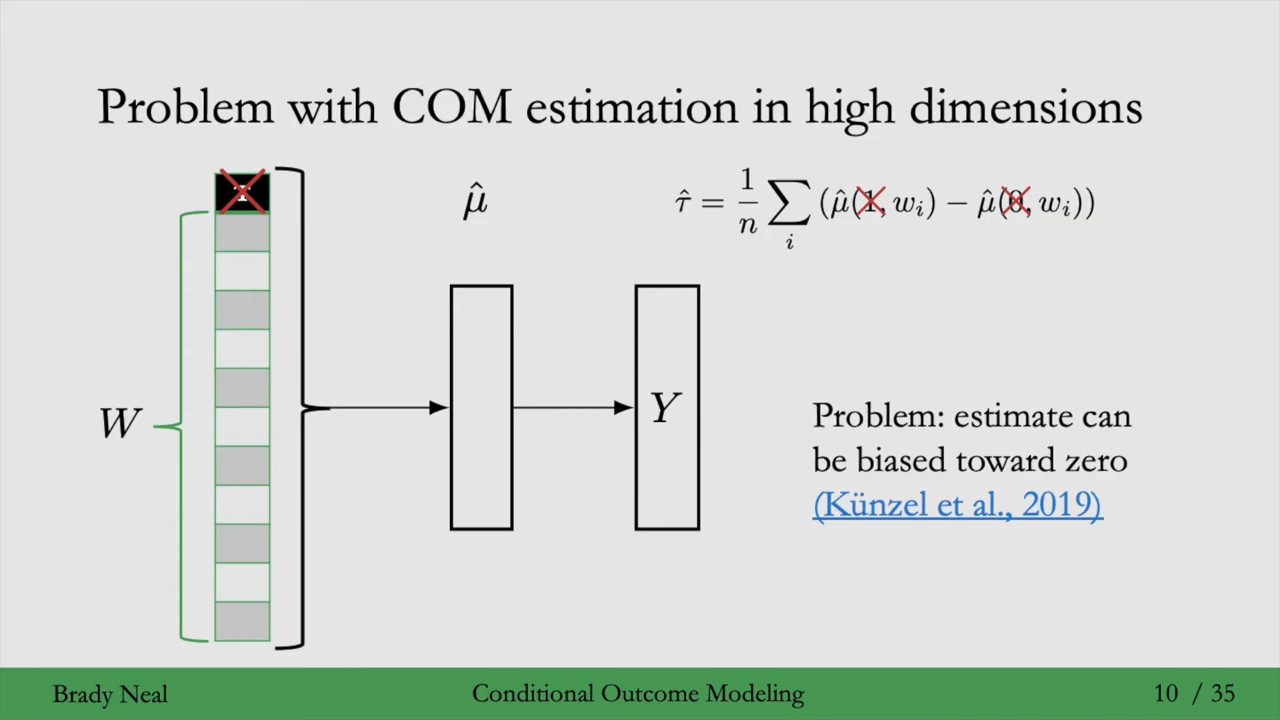 Problem with COM estimation in high dimensions
T
μ̂
τ̂ = 1/n ∑_i (μ̂(1, w_i) − μ̂(0, w_i))
W
Y
Problem: estimate can
be biased toward zero
(Künzel et al., 2019)
Brady Neal
Conditional Outcome Modeling
10 / 35